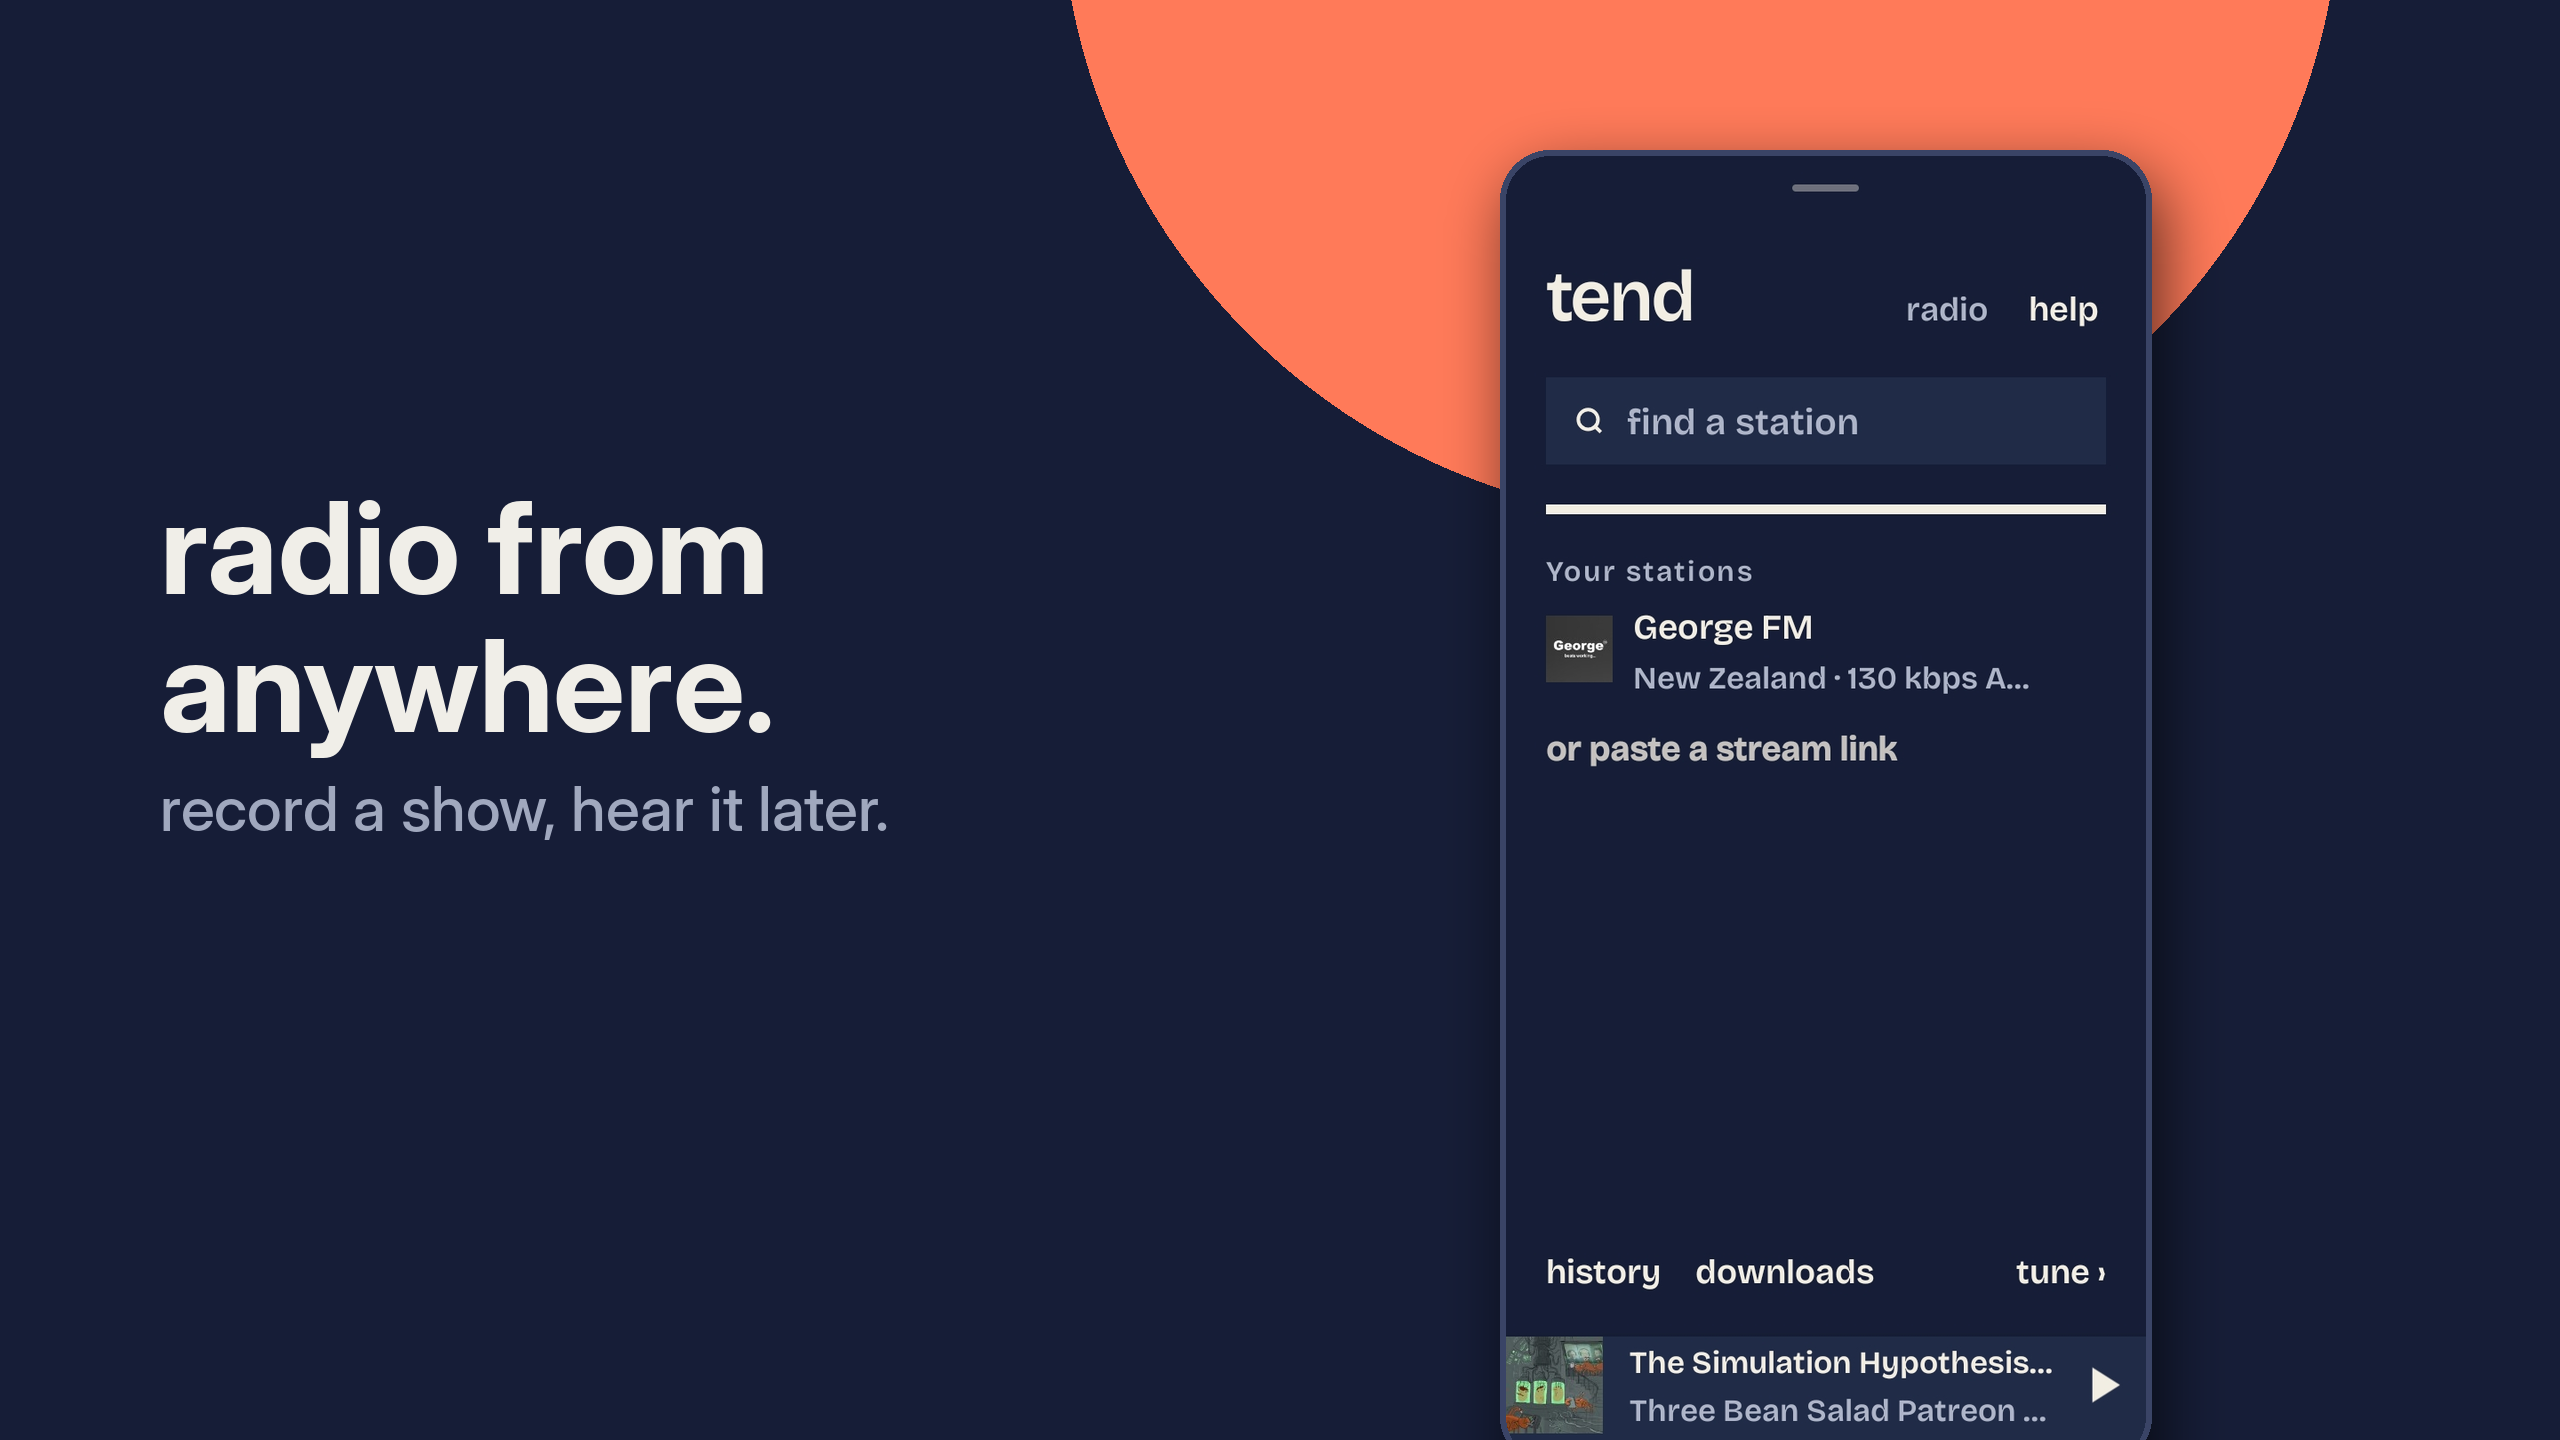 radio from
anywhere.
record a show, hear it later.
tend
radio help
find a station
Your stations
George
George FM
New Zealand · 130 kbps A...
or paste a stream link
history downloads tune ›
The Simulation Hypothesis...
Three Bean Salad Patreon ...